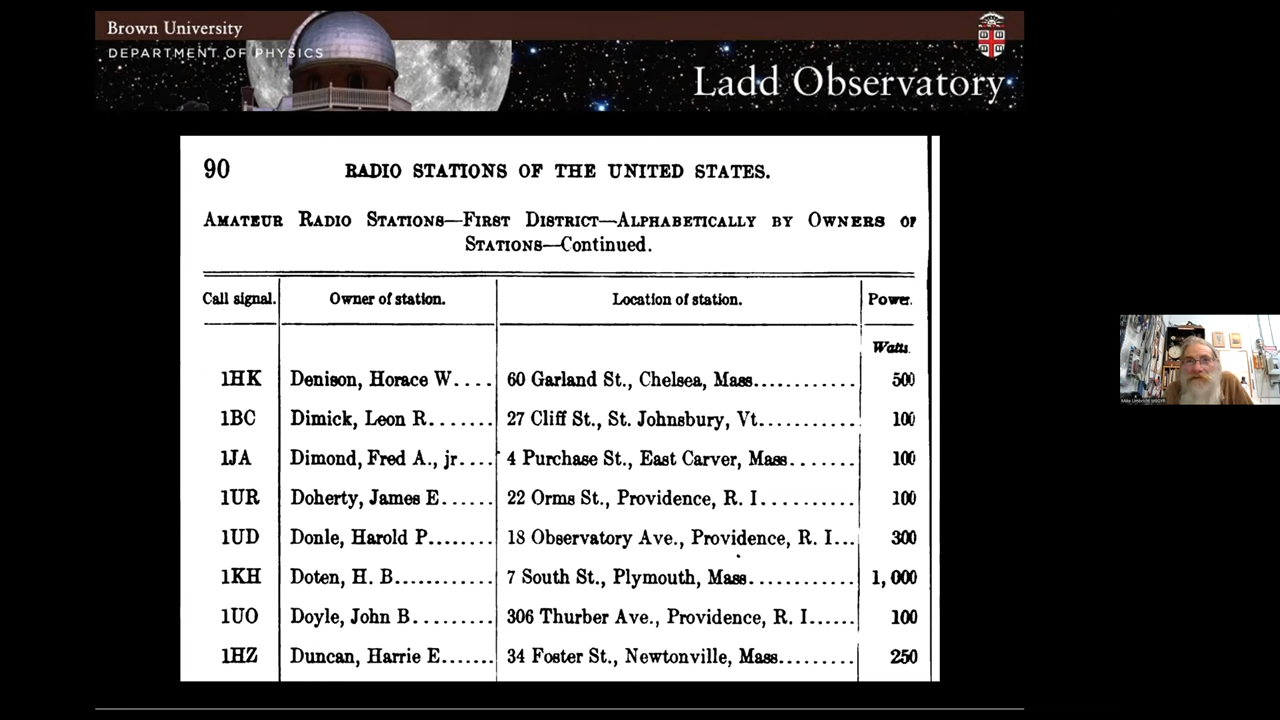 Brown University
DEPARTMENT OF PHYSICS
Ladd Observatory
90 RADIO STATIONS OF THE UNITED STATES.
AMATEUR RADIO STATIONS—FIRST DISTRICT—ALPHABETICALLY BY OWNERS OF
STATIONS—Continued.
Call signal. Owner of station. Location of station. Power.
Watts.
1HK Denison, Horace W.... 60 Garland St., Chelsea, Mass............ 500
1BC Dimick, Leon R....... 27 Cliff St., St. Johnsbury, Vt........... 100
1JA Dimond, Fred A., jr.... 4 Purchase St., East Carver, Mass....... 100
1UR Doherty, James E...... 22 Orms St., Providence, R. I.......... 100
1UD Donle, Harold P........ 18 Observatory Ave., Providence, R. I... 300
1KH Doten, H. B........... 7 South St., Plymouth, Mass............ 1,000
1UO Doyle, John B......... 306 Thurber Ave., Providence, R. I...... 100
1HZ Duncan, Harrie E....... 34 Foster St., Newtonville, Mass......... 250
Mike Umbricht